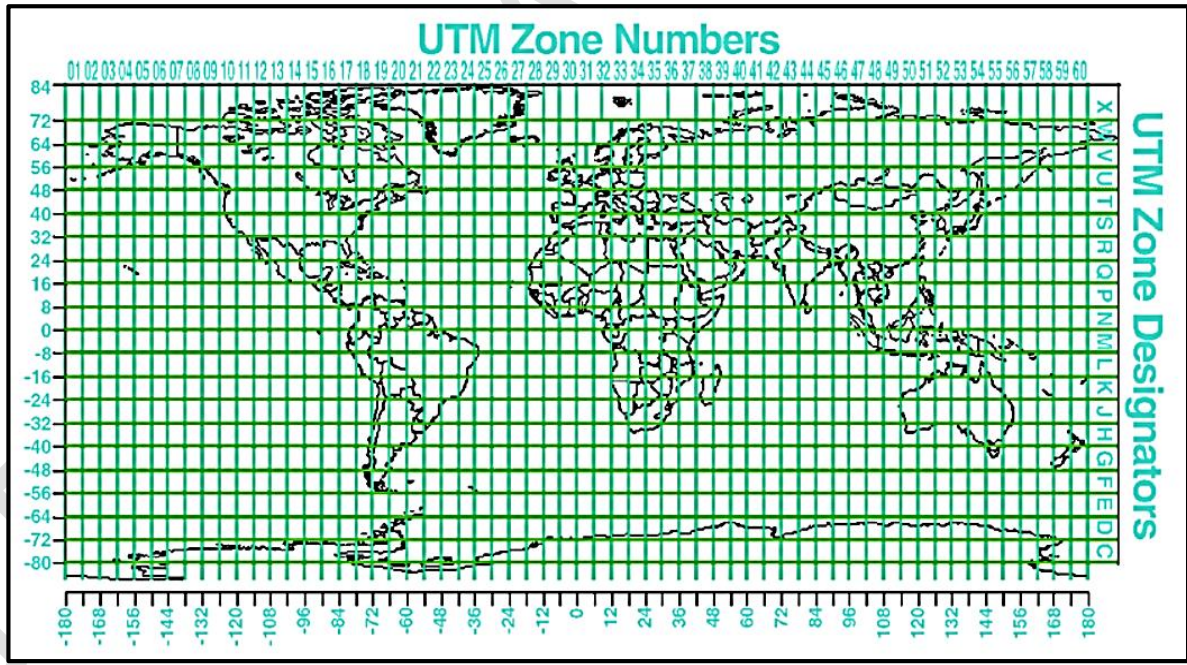 UTM Zone Numbers
01 02 03 04 05 06 07 08 09 10 11 12 13 14 15 16 17 18 19 20 21 22 23 24 25 26 27 28 29 30 31 32 33 34 35 36 37 38 39 40 41 42 43 44 45 46 47 48 49 50 51 52 53 54 55 56 57 58 59 60
84
72
64
56
48
40
32
24
16
8
0
-8
-16
-24
-32
-40
-48
-56
-64
-72
-80
X
W
V
U
T
S
R
Q
P
N
M
L
K
J
H
G
F
E
D
C
UTM Zone Designators
-180 -168 -156 -144 -132 -120 -108 -96 -84 -72 -60 -48 -36 -24 -12 0 12 24 36 48 60 72 84 96 108 120 132 144 156 168 180